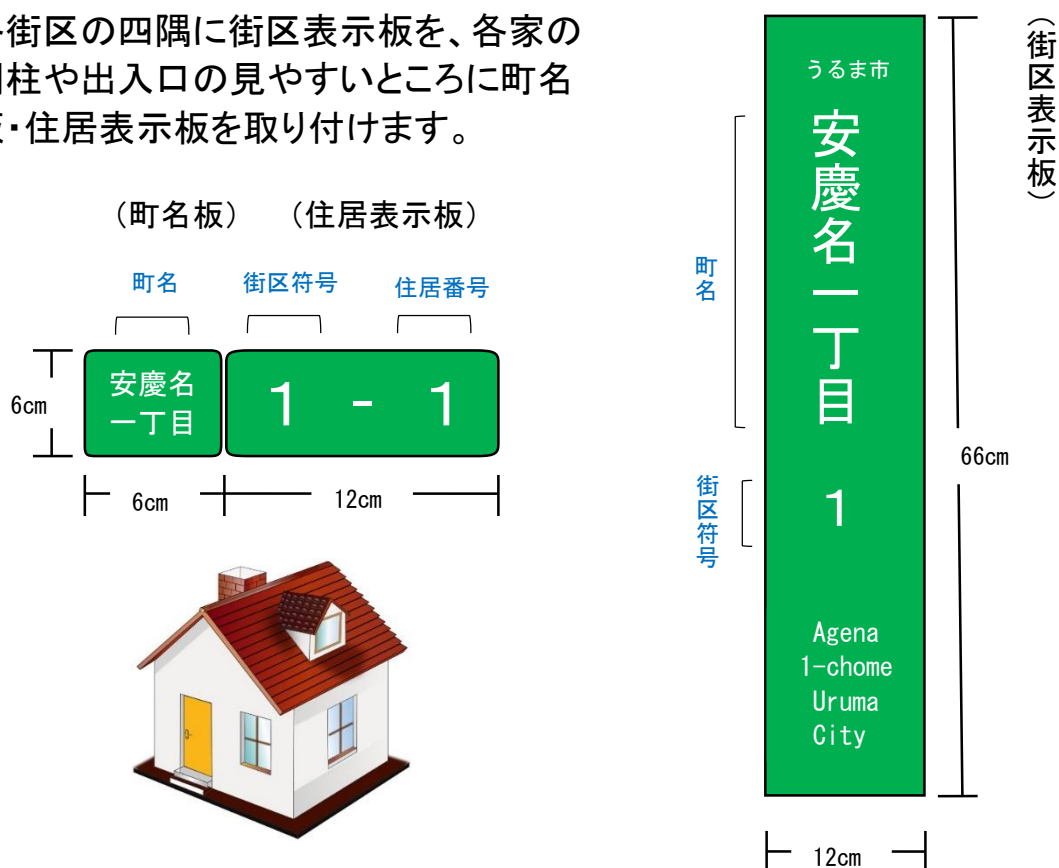 街区の四隅に街区表示板を、各家の
柱や出入口の見やすいところに町名
・住居表示板を取り付けます。
（町名板）　（住居表示板）
町名　街区符号　住居番号
安慶名
一丁目
1 - 1
6cm
6cm
12cm
（街区表示板）
うるま市
安慶名一丁目
1
Agena
1-chome
Uruma
City
町名
街区符号
66cm
12cm